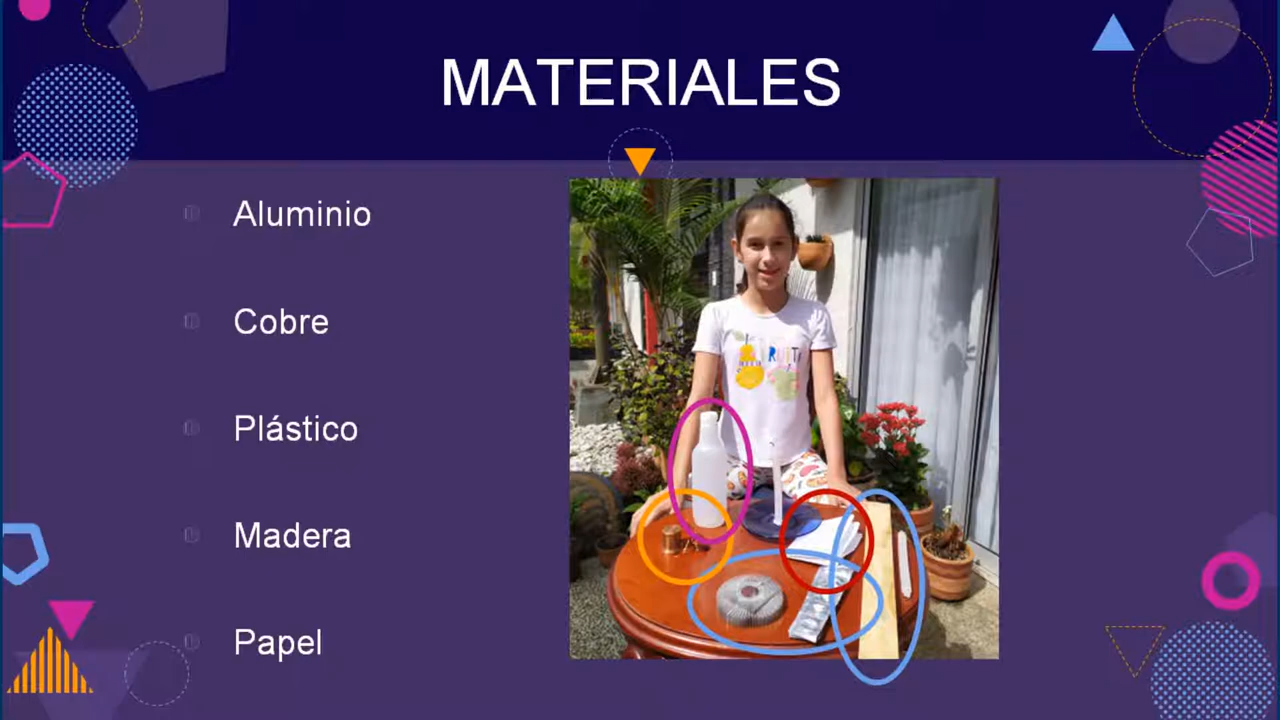 MATERIALES
Aluminio
Cobre
Plástico
Madera
Papel